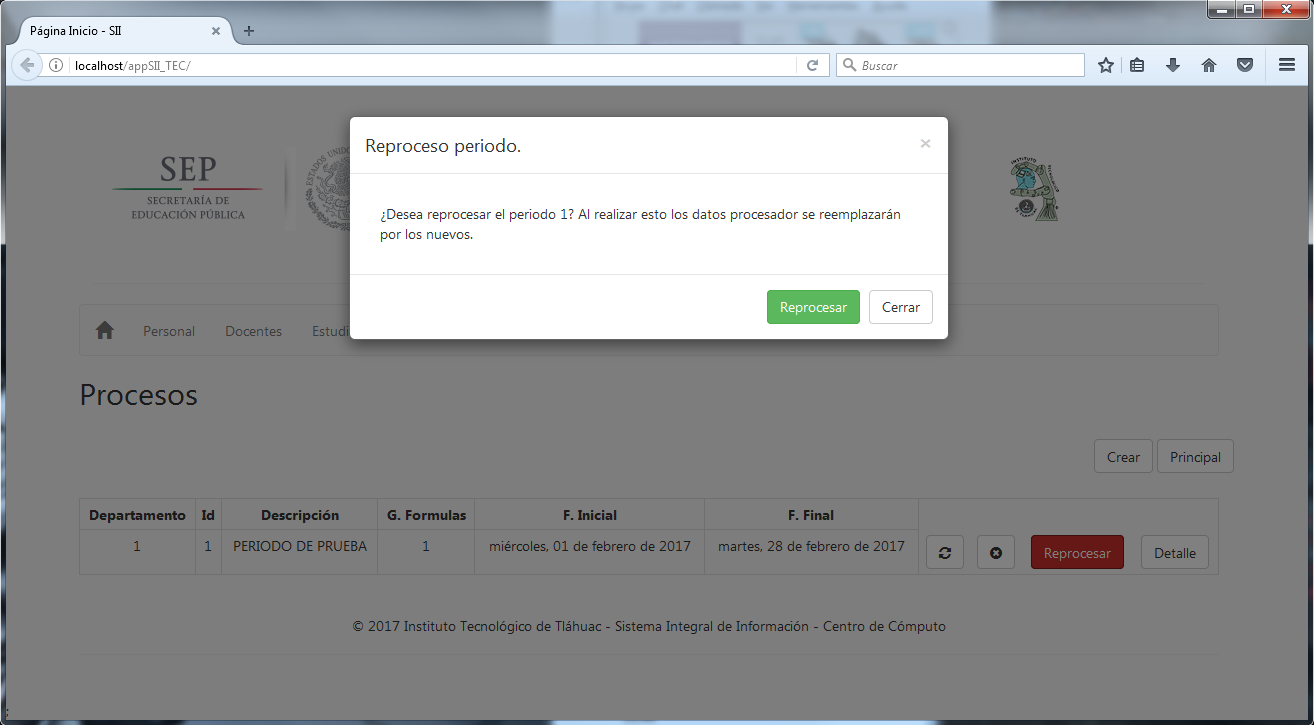 Página Inicio - SII
localhost/appSII_TEC/
Buscar
Reproceso periodo.
×
SEP
SECRETARÍA DE
EDUCACIÓN PÚBLICA
ESTADOS UNIDO
¿Desea reprocesar el periodo 1? Al realizar esto los datos procesador se reemplazarán
por los nuevos.
Reprocesar Cerrar
Personal Docentes Estudi
Procesos
Crear Principal
Departamento Id Descripción G. Formulas F. Inicial F. Final
1 1 PERIODO DE PRUEBA 1 miércoles, 01 de febrero de 2017 martes, 28 de febrero de 2017 Reprocesar Detalle
© 2017 Instituto Tecnológico de Tláhuac - Sistema Integral de Información - Centro de Cómputo